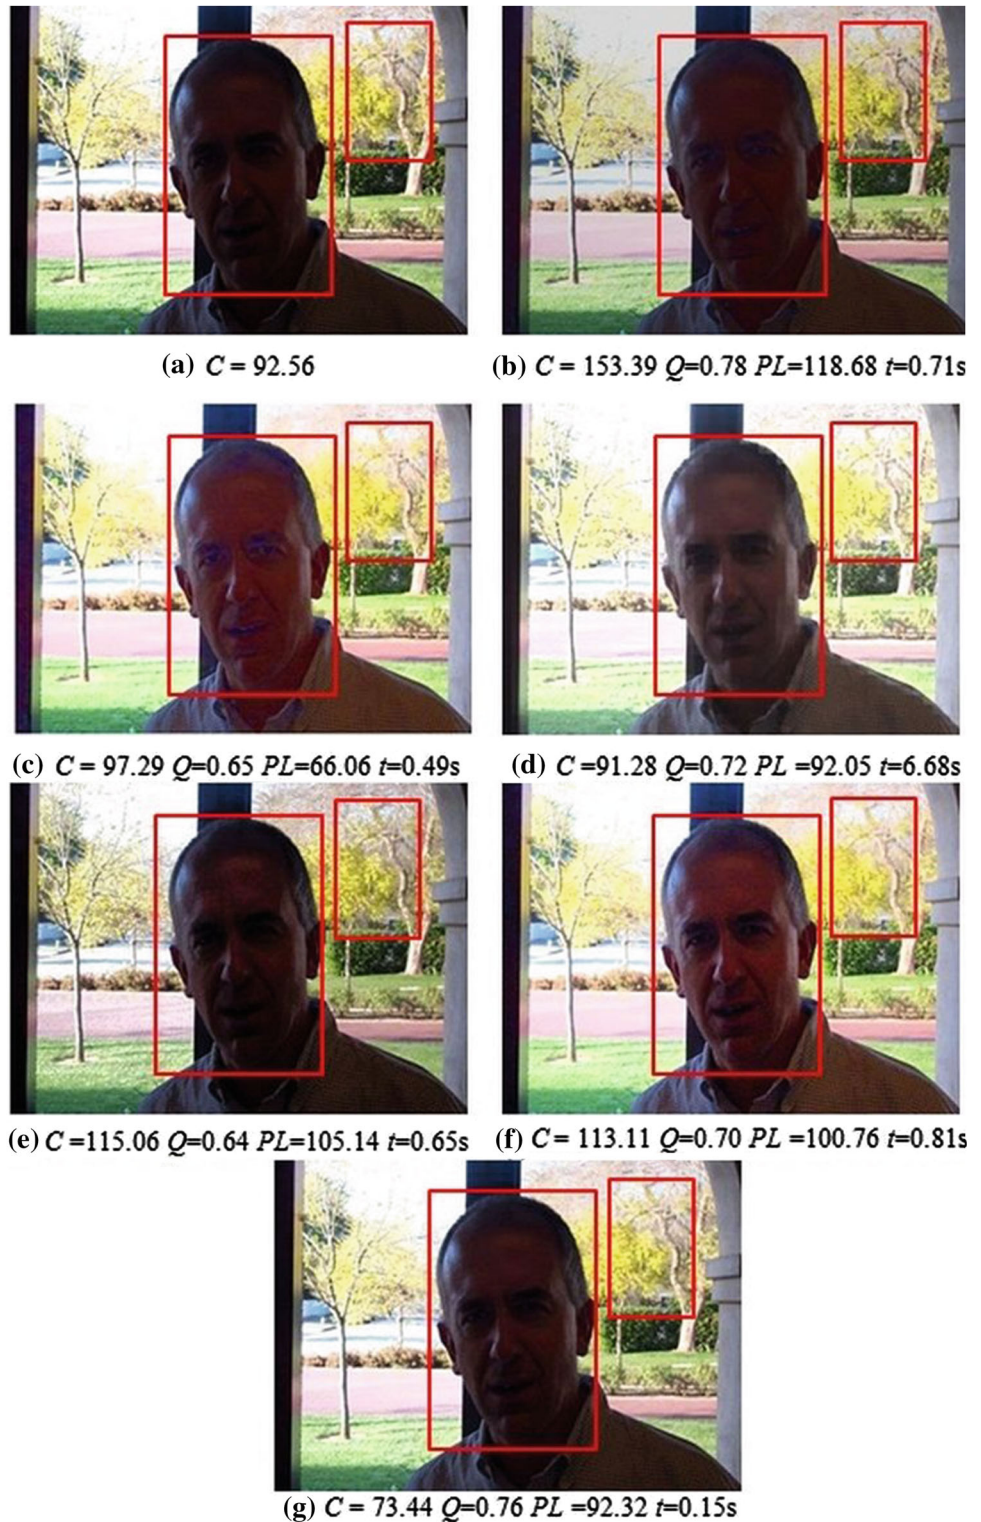 (a) C = 92.56
(b) C = 153.39 Q=0.78 PL=118.68 t=0.71s
(c) C = 97.29 Q=0.65 PL=66.06 t=0.49s
(d) C =91.28 Q=0.72 PL =92.05 t=6.68s
(e) C =115.06 Q=0.64 PL=105.14 t=0.65s
(f) C = 113.11 Q=0.70 PL =100.76 t=0.81s
(g) C = 73.44 Q=0.76 PL =92.32 t=0.15s